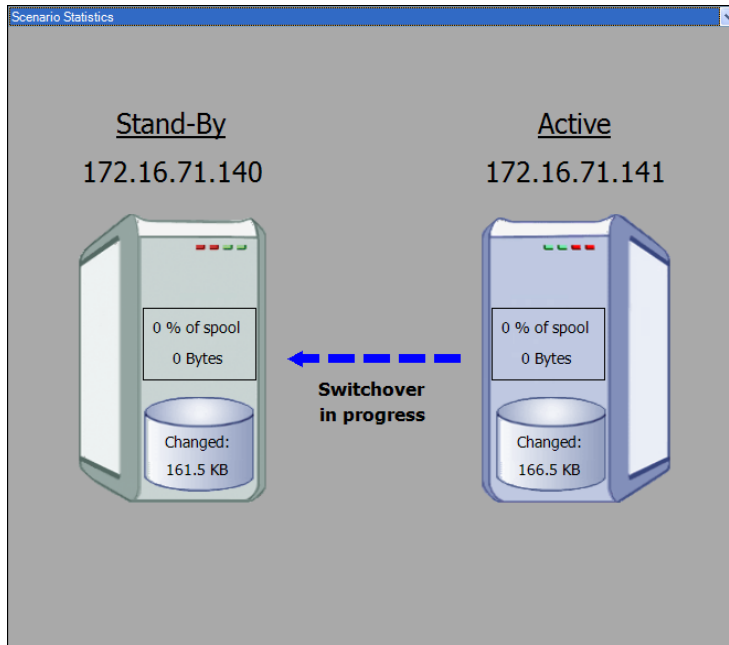 Scenario Statistics
Stand-By
172.16.71.140
0 % of spool
0 Bytes
Changed:
161.5 KB
Switchover
in progress
Active
172.16.71.141
0 % of spool
0 Bytes
Changed:
166.5 KB